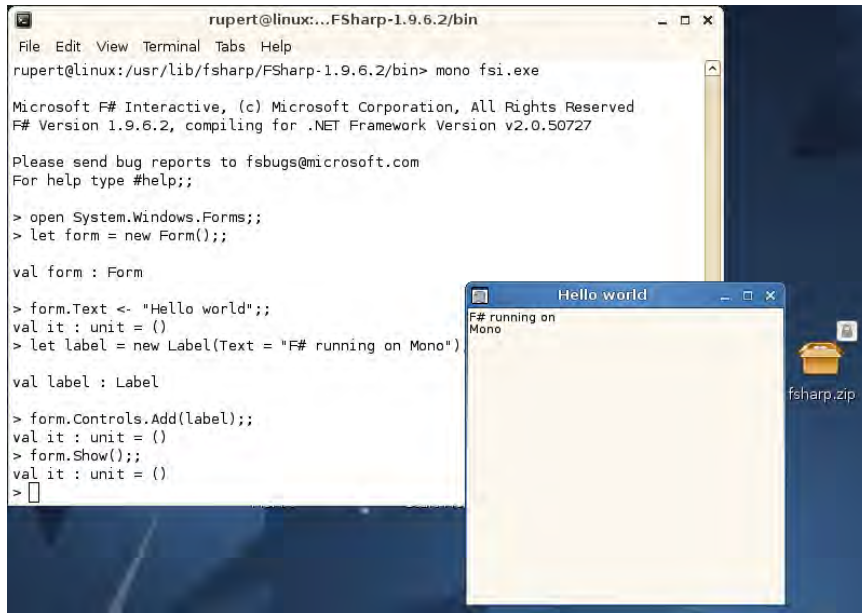 rupert@linux:...FSharp-1.9.6.2/bin
File Edit View Terminal Tabs Help
rupert@linux:/usr/lib/fsharp/FSharp-1.9.6.2/bin> mono fsi.exe
Microsoft F# Interactive, (c) Microsoft Corporation, All Rights Reserved
F# Version 1.9.6.2, compiling for .NET Framework Version v2.0.50727
Please send bug reports to fsbugs@microsoft.com
For help type #help;;
> open System.Windows.Forms;;
> let form = new Form();;
val form : Form
> form.Text <- "Hello world";;
val it : unit = ()
> let label = new Label(Text = "F# running on Mono")
val label : Label
> form.Controls.Add(label);;
val it : unit = ()
> form.Show();;
val it : unit = ()
>
Hello world
F# running on
Mono
fsharp.zip